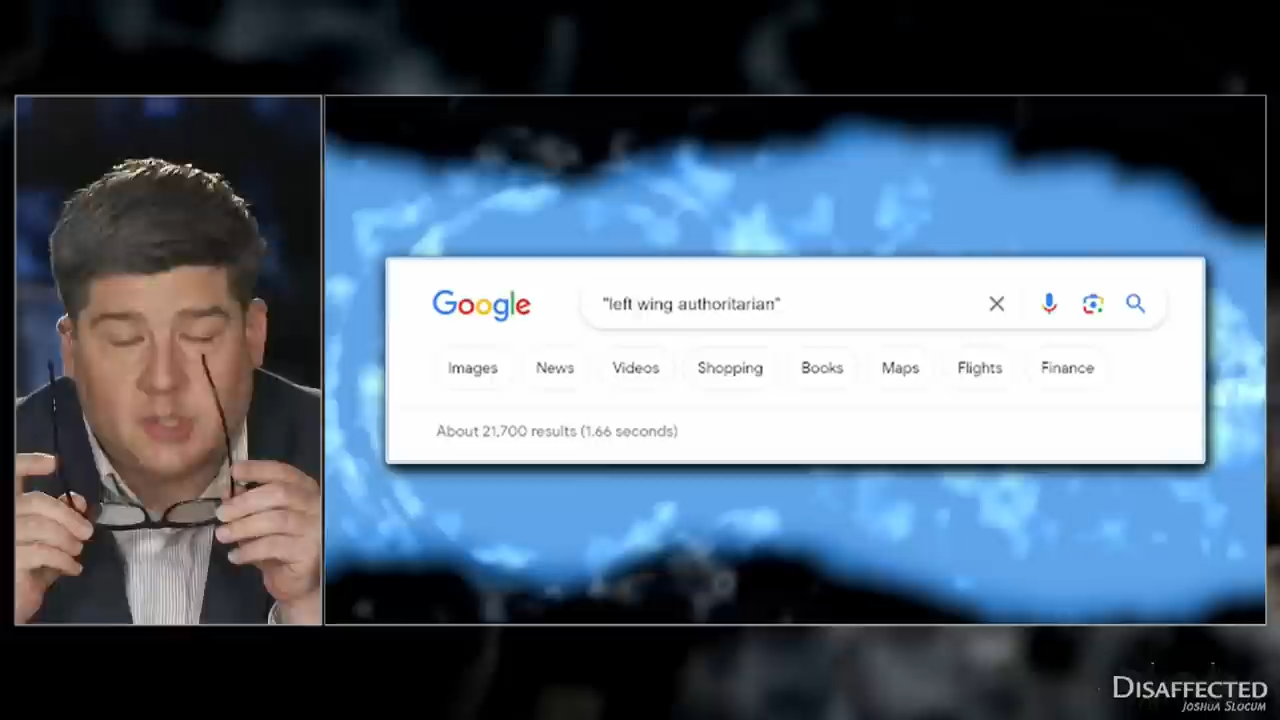 Google "left wing authoritarian"
Images News Videos Shopping Books Maps Flights Finance
About 21,700 results (1.66 seconds)
DISAFFECTED
JOSHUA SLOCUM